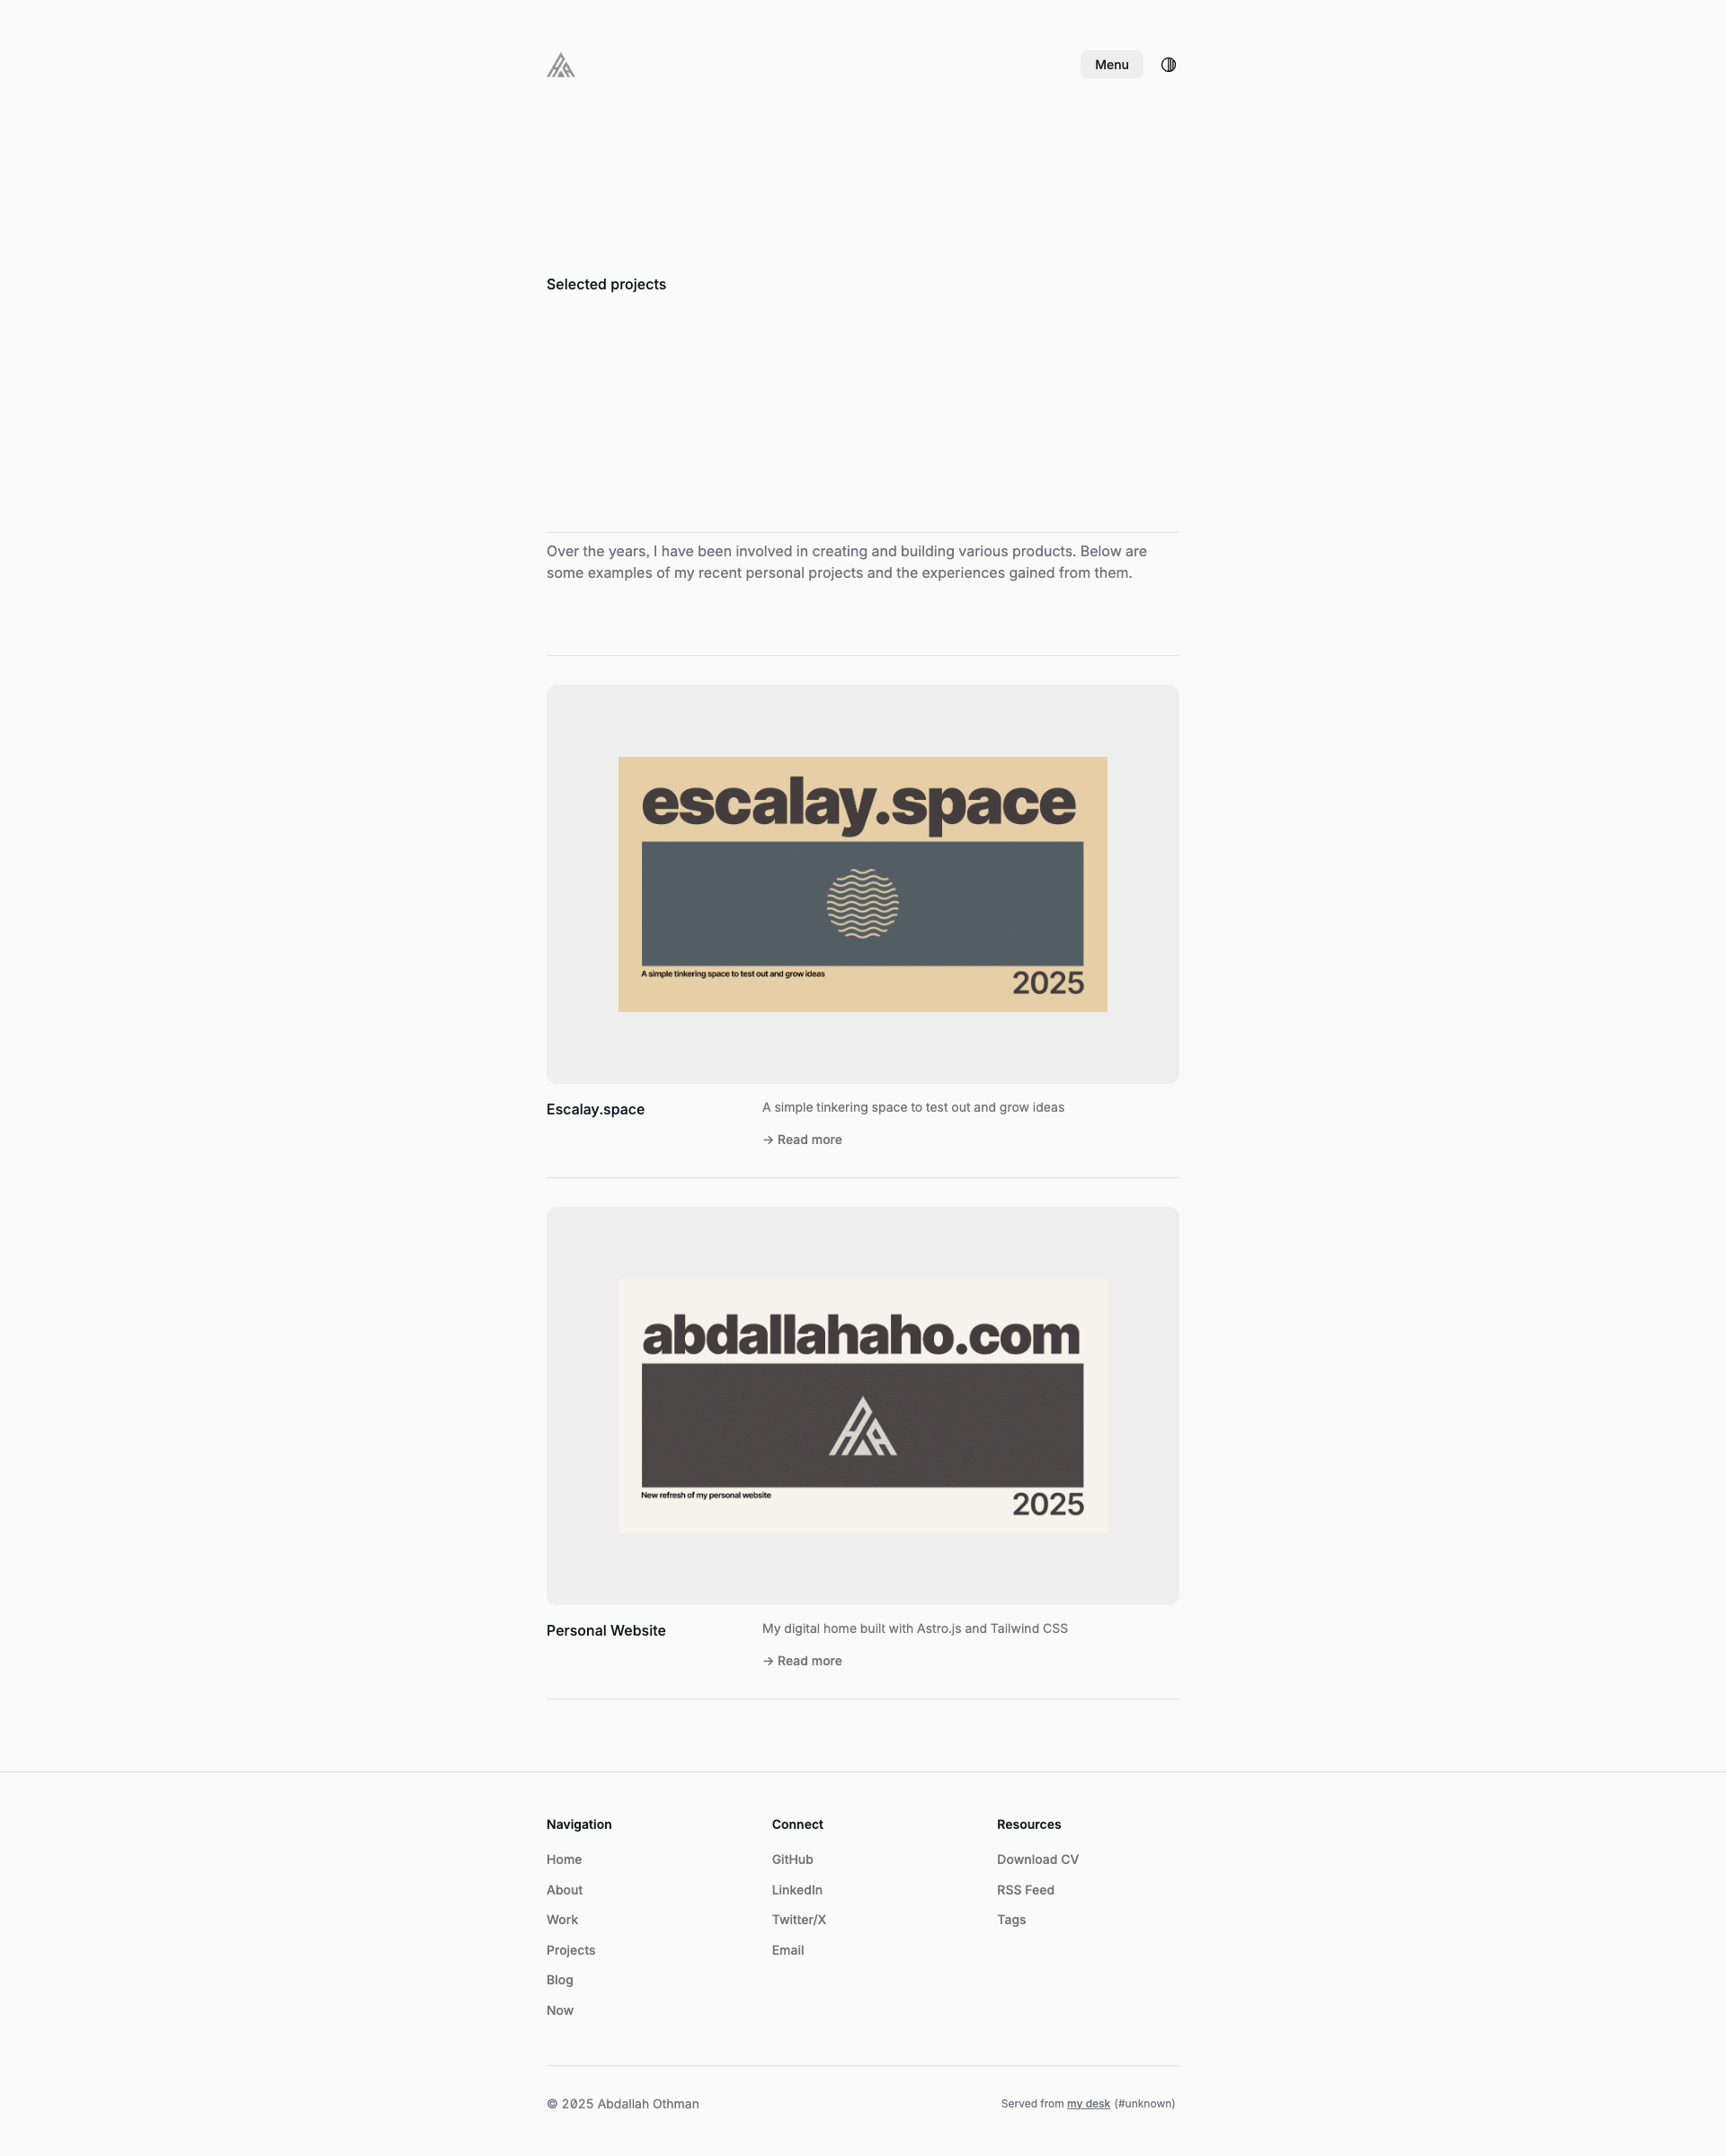 Menu
Selected projects
Over the years, I have been involved in creating and building various products. Below are
some examples of my recent personal projects and the experiences gained from them.
escalay.space
A simple tinkering space to test out and grow ideas
2025
Escalay.space
A simple tinkering space to test out and grow ideas
→ Read more
abdallahaho.com
New refresh of my personal website
2025
Personal Website
My digital home built with Astro.js and Tailwind CSS
→ Read more
Navigation
Home
About
Work
Projects
Blog
Now
Connect
GitHub
LinkedIn
Twitter/X
Email
Resources
Download CV
RSS Feed
Tags
© 2025 Abdallah Othman
Served from my desk (#unknown)